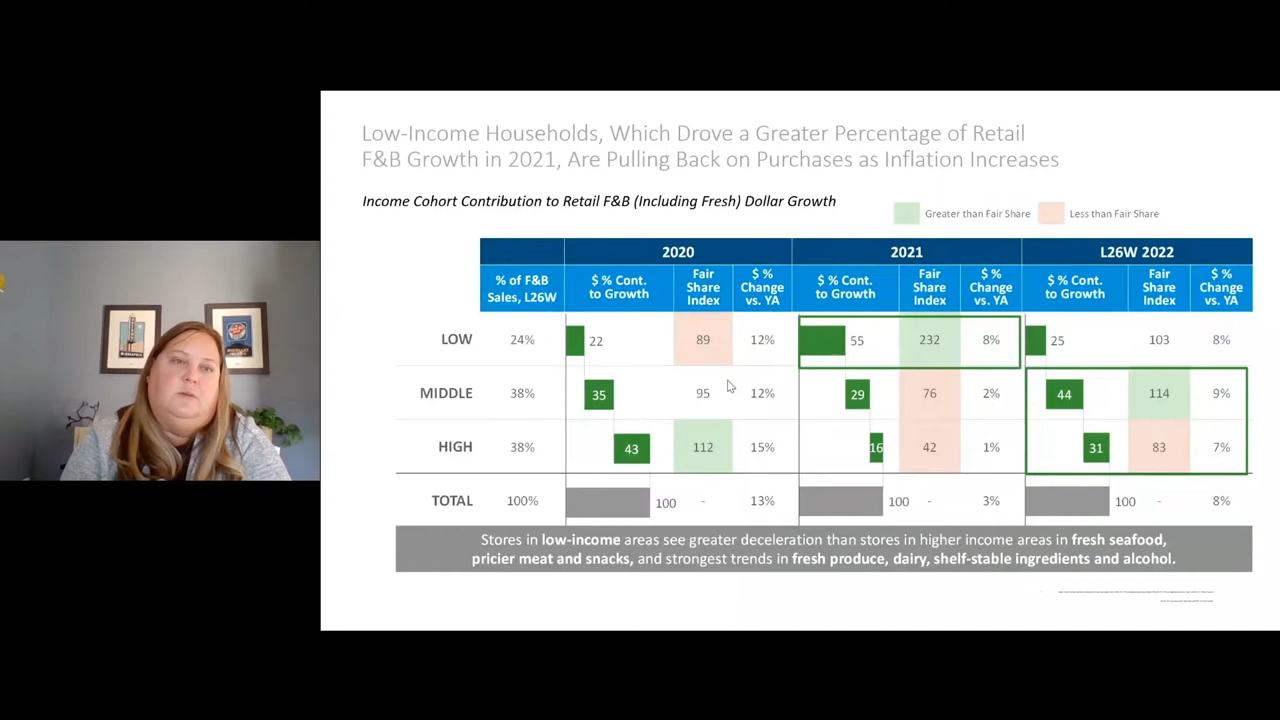 Low-Income Households, Which Drove a Greater Percentage of Retail
F&B Growth in 2021, Are Pulling Back on Purchases as Inflation Increases
Income Cohort Contribution to Retail F&B (Including Fresh) Dollar Growth
Greater than Fair Share
Less than Fair Share
2020
2021
L26W 2022
% of F&B
Sales, L26W
$ % Cont.
to Growth
Fair
Share
Index
$ %
Change
vs. YA
$ % Cont.
to Growth
Fair
Share
Index
$ %
Change
vs. YA
$ % Cont.
to Growth
Fair
Share
Index
$ %
Change
vs. YA
LOW 24% 22 89 12% 55 232 8% 25 103 8%
MIDDLE 38% 35 95 12% 29 76 2% 44 114 9%
HIGH 38% 43 112 15% 16 42 1% 31 83 7%
TOTAL 100% 100 - 13% 100 - 3% 100 - 8%
Stores in low-income areas see greater deceleration than stores in higher income areas in fresh seafood,
pricier meat and snacks, and strongest trends in fresh produce, dairy, shelf-stable ingredients and alcohol.